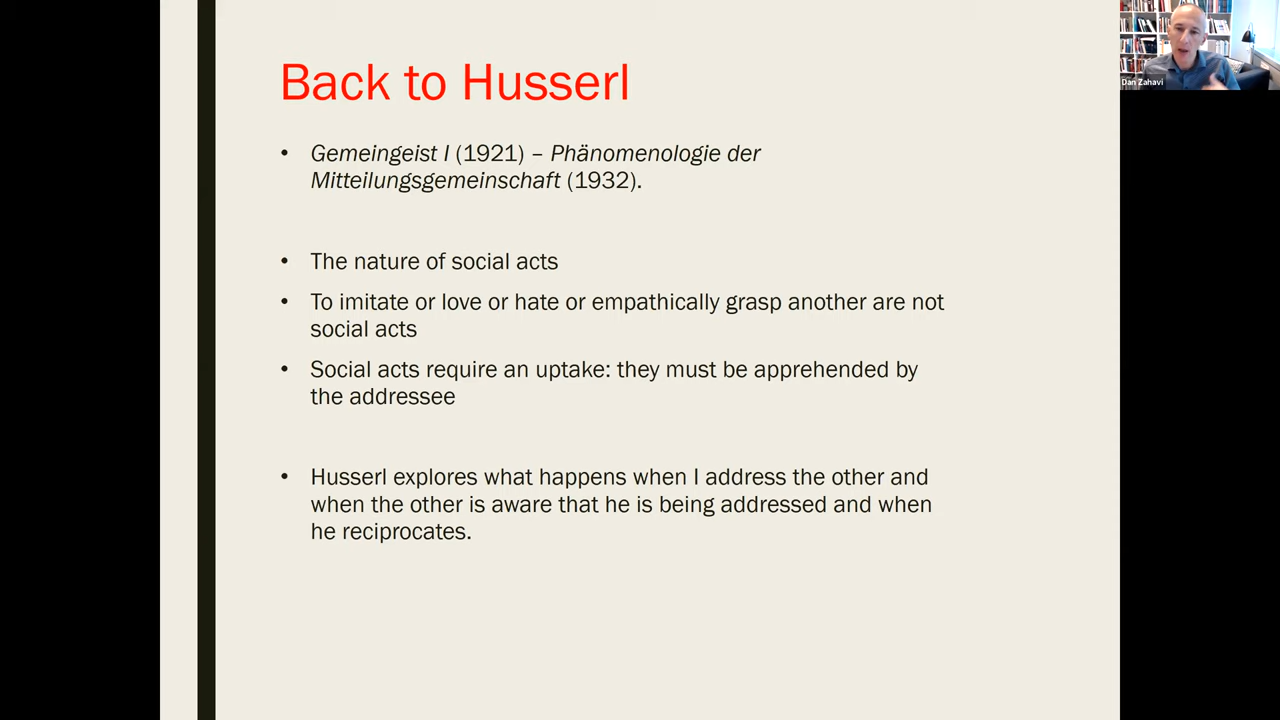 Back to Husserl
Dan Zahavi
• Gemeingeist I (1921) – Phänomenologie der
Mitteilungsgemeinschaft (1932).
• The nature of social acts
• To imitate or love or hate or empathically grasp another are not
social acts
• Social acts require an uptake: they must be apprehended by
the addressee
• Husserl explores what happens when I address the other and
when the other is aware that he is being addressed and when
he reciprocates.